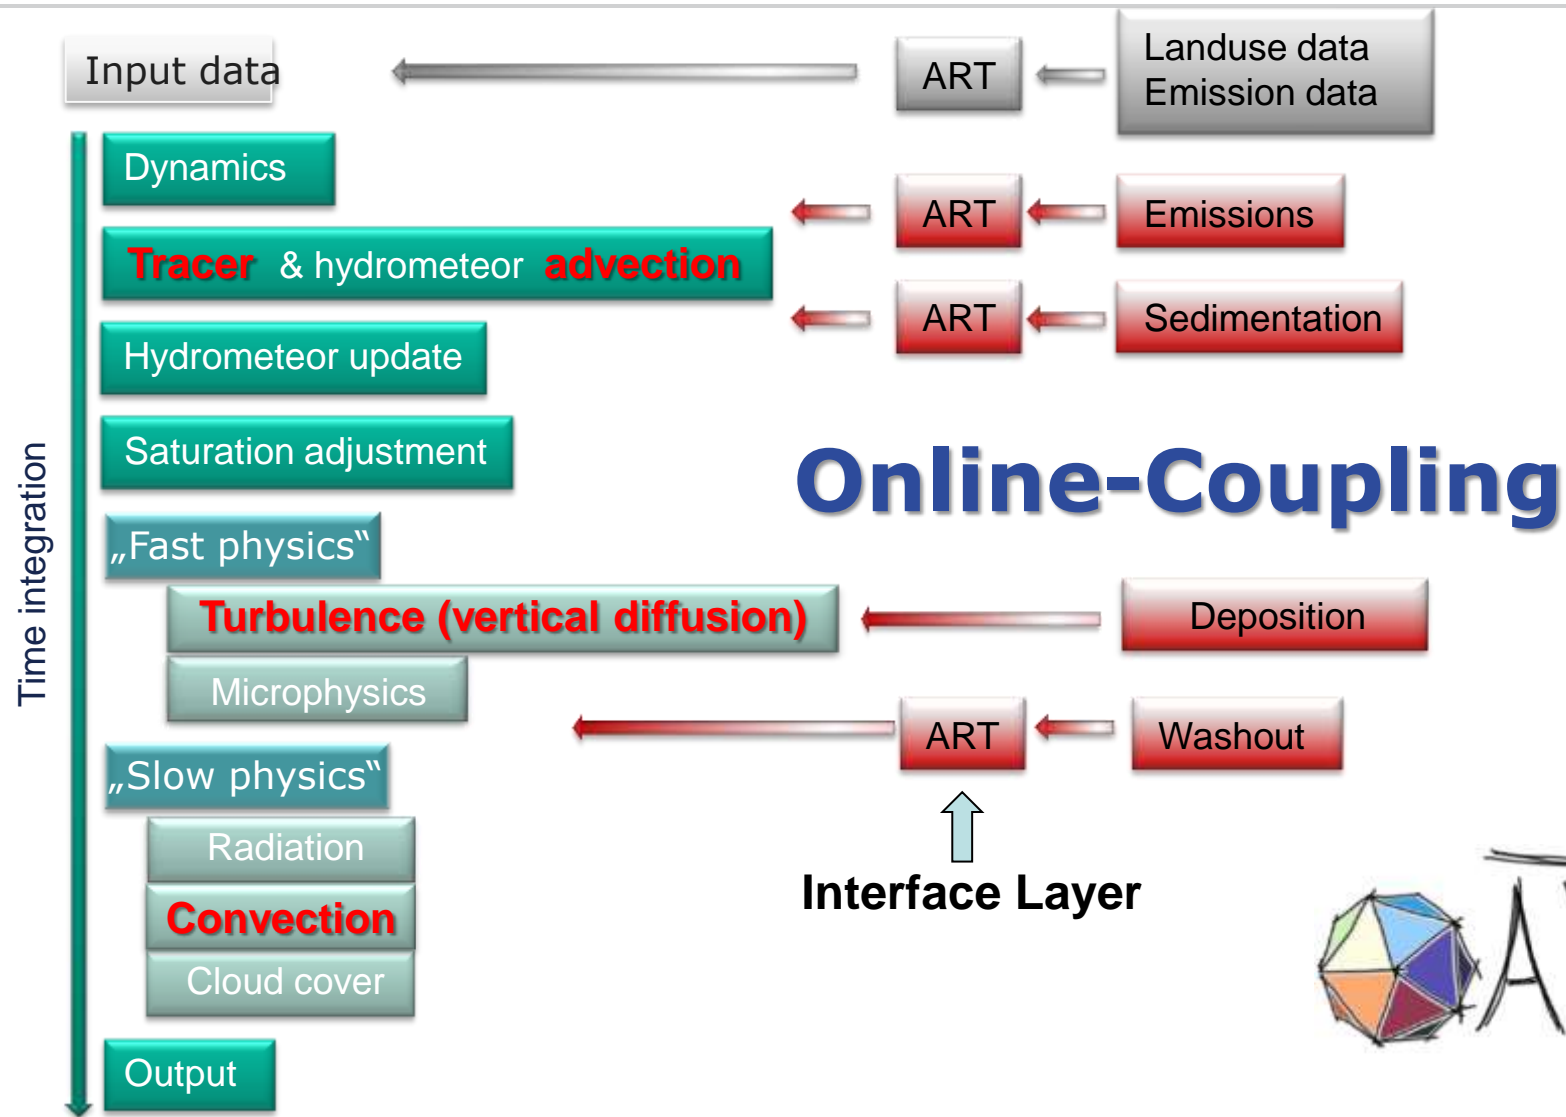 Input data
ART
Landuse data
Emission data
Dynamics
ART
Emissions
Tracer & hydrometeor advection
ART
Sedimentation
Hydrometeor update
Saturation adjustment
Online-Coupling
Time integration
„Fast physics“
Turbulence (vertical diffusion)
Deposition
Microphysics
ART
Washout
„Slow physics“
Radiation
Interface Layer
Convection
Cloud cover
Output
A